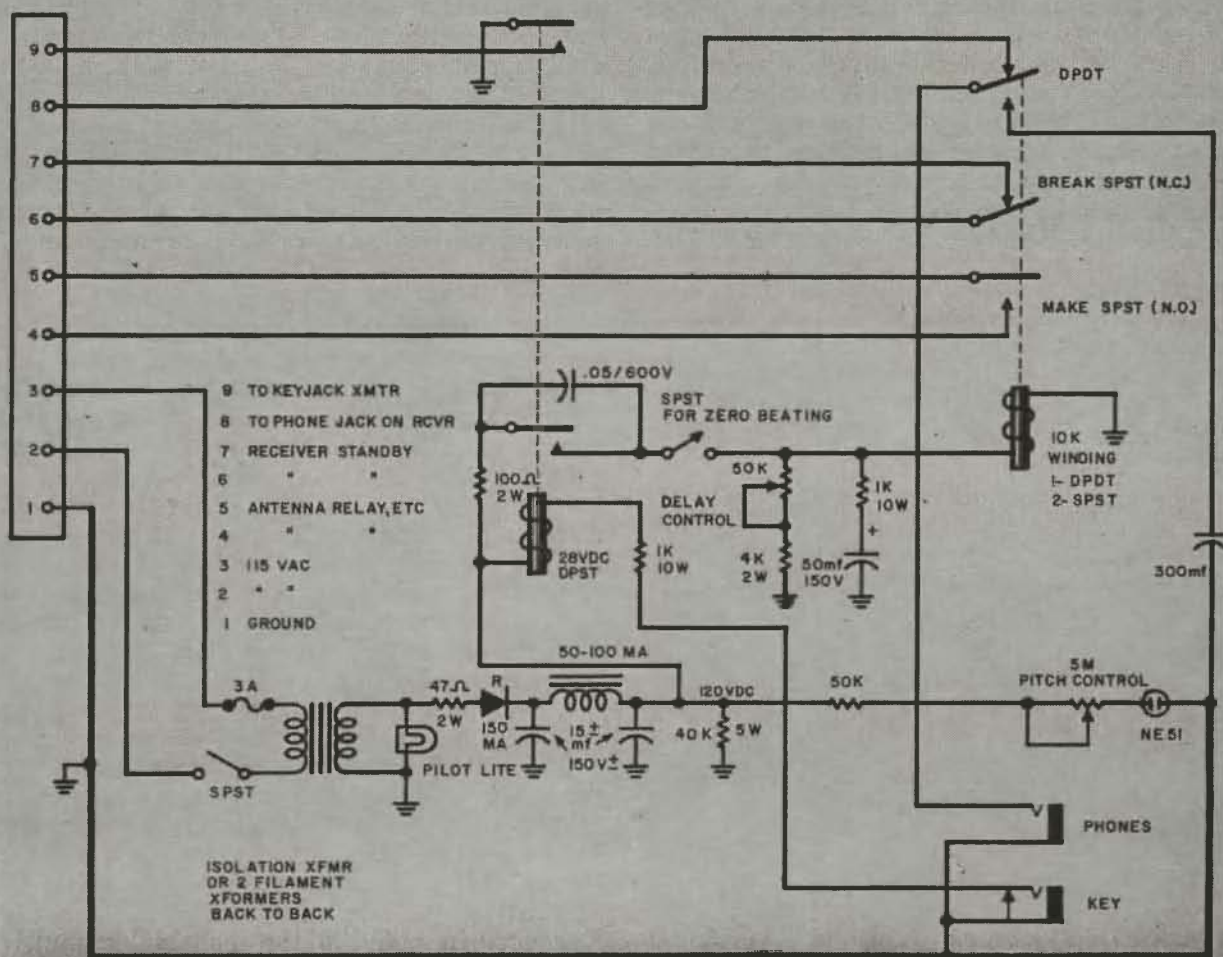 9
8
7
6
5
4
3
2
1
DPDT
BREAK SPST (N.C.)
MAKE SPST (N.O.)
9 TO KEYJACK XMTR
8 TO PHONE JACK ON RCVR
7 RECEIVER STANDBY
6 " "
5 ANTENNA RELAY, ETC
4 " "
3 115 VAC
2 " "
1 GROUND
.05/600V
SPST
FOR ZERO BEATING
100Ω
2W
28VDC
DPST
1K
10W
50K
DELAY
CONTROL
4K
2W
1K
10W
+
50mf
150V
10K
WINDING
1- DPDT
2- SPST
300mf
50-100 MA
3A
SPST
PILOT LITE
47Ω
2W
R
150
MA
15±
mf
150V±
120VDC
40K
5W
50K
5M
PITCH CONTROL
NE51
PHONES
KEY
ISOLATION XFMR
OR 2 FILAMENT
XFORMERS
BACK TO BACK